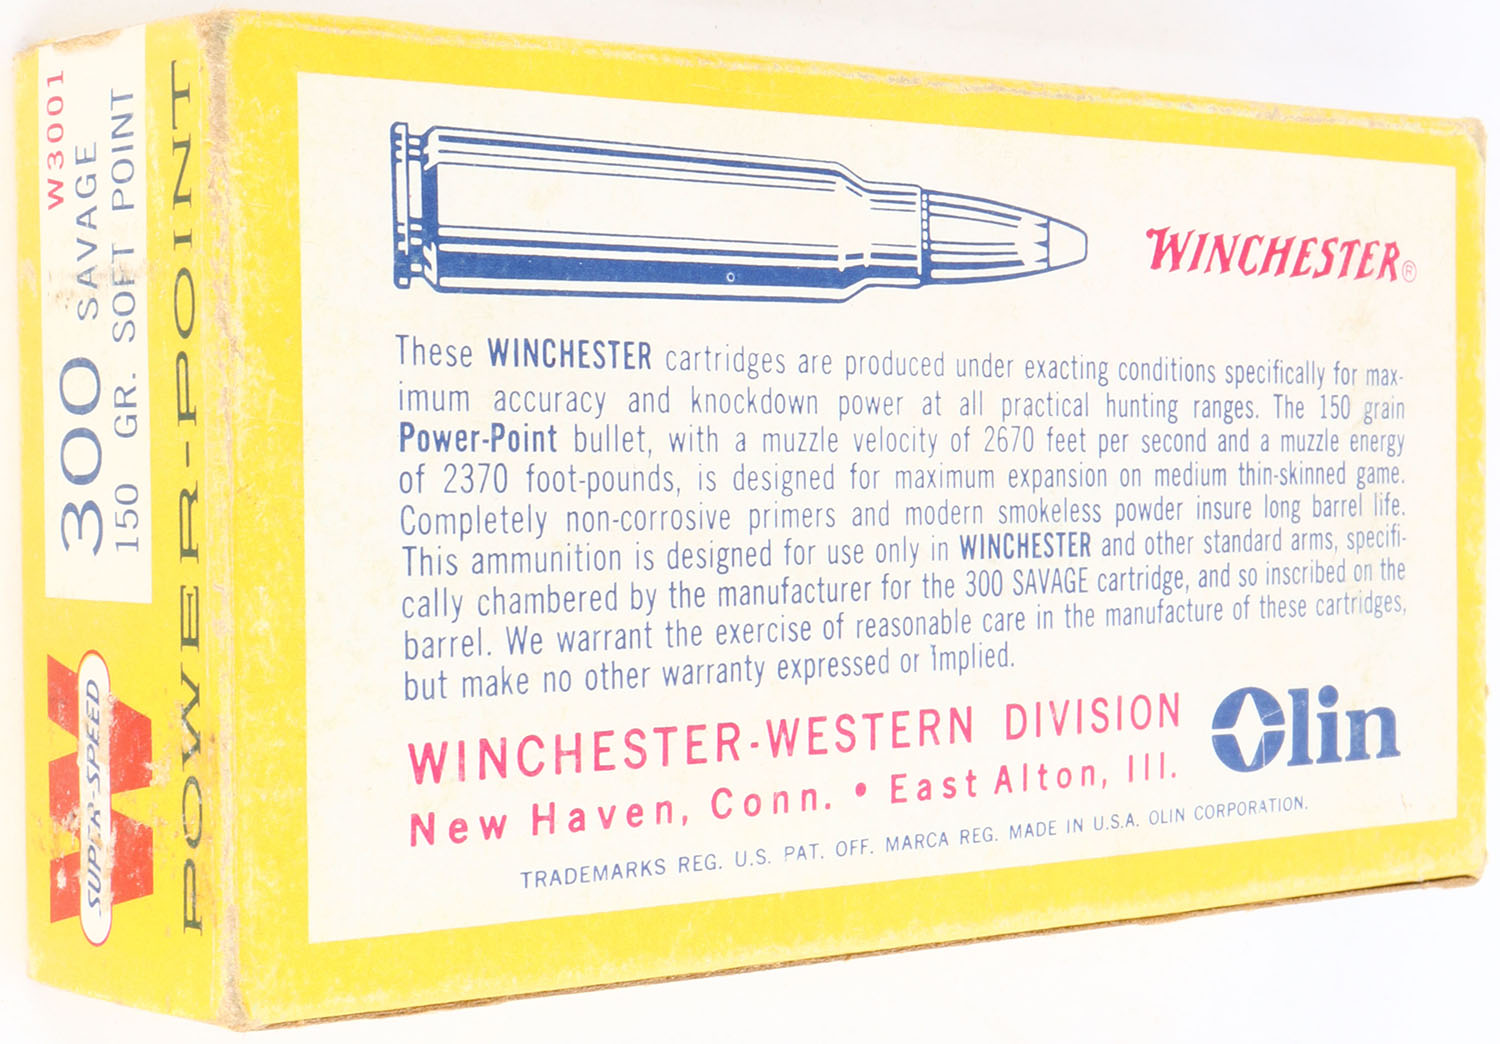 W3001
300 SAVAGE
150 GR. SOFT POINT
SUPER-SPEED
W
POWER-POINT
WINCHESTER®
These WINCHESTER cartridges are produced under exacting conditions specifically for max-
imum accuracy and knockdown power at all practical hunting ranges. The 150 grain
Power-Point bullet, with a muzzle velocity of 2670 feet per second and a muzzle energy
of 2370 foot-pounds, is designed for maximum expansion on medium thin-skinned game.
Completely non-corrosive primers and modern smokeless powder insure long barrel life.
This ammunition is designed for use only in WINCHESTER and other standard arms, specifi-
cally chambered by the manufacturer for the 300 SAVAGE cartridge, and so inscribed on the
barrel. We warrant the exercise of reasonable care in the manufacture of these cartridges,
but make no other warranty expressed or Implied.
WINCHESTER-WESTERN DIVISION
New Haven, Conn. • East Alton, Ill.
Olin
TRADEMARKS REG. U.S. PAT. OFF. MARCA REG. MADE IN U.S.A. OLIN CORPORATION.